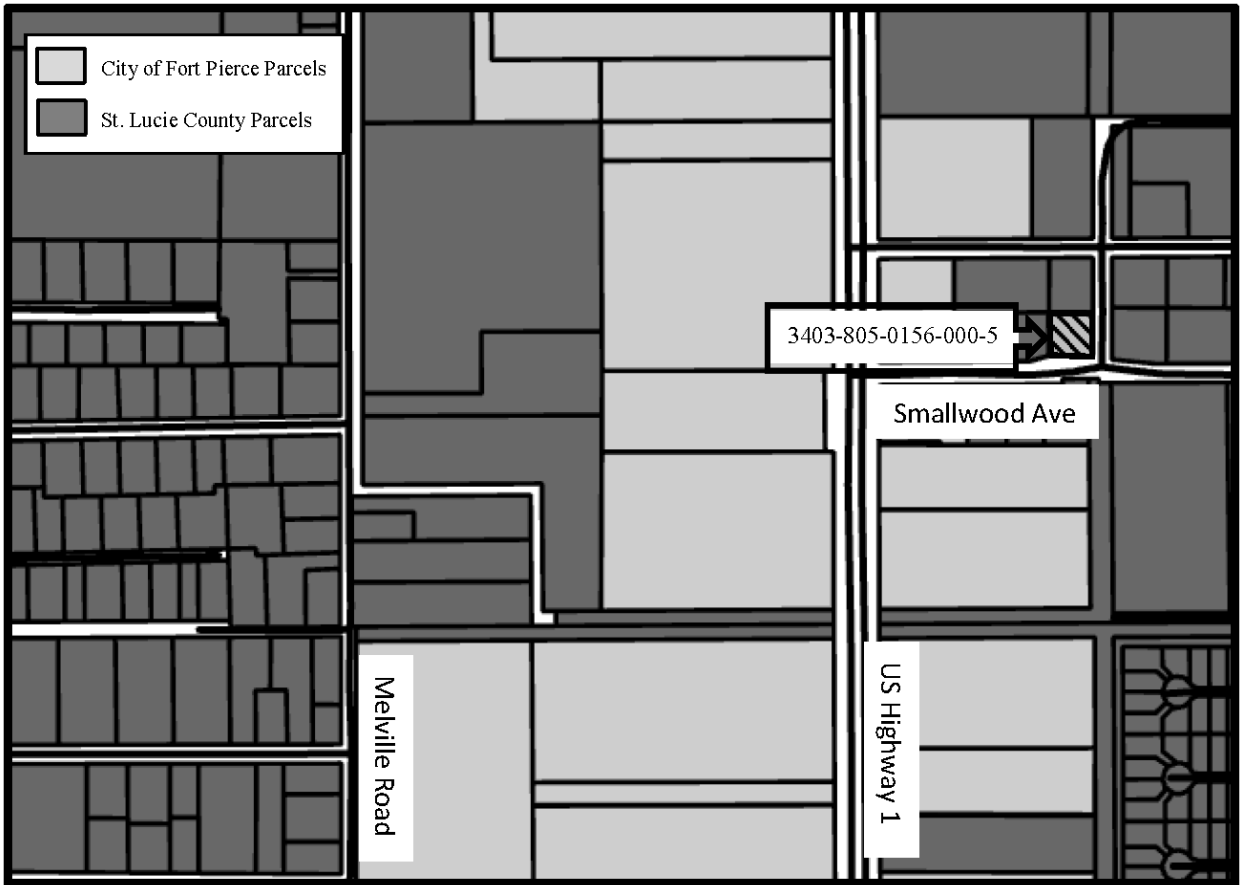 City of Fort Pierce Parcels
St. Lucie County Parcels
3403-805-0156-000-5
Smallwood Ave
Melville Road
US Highway 1